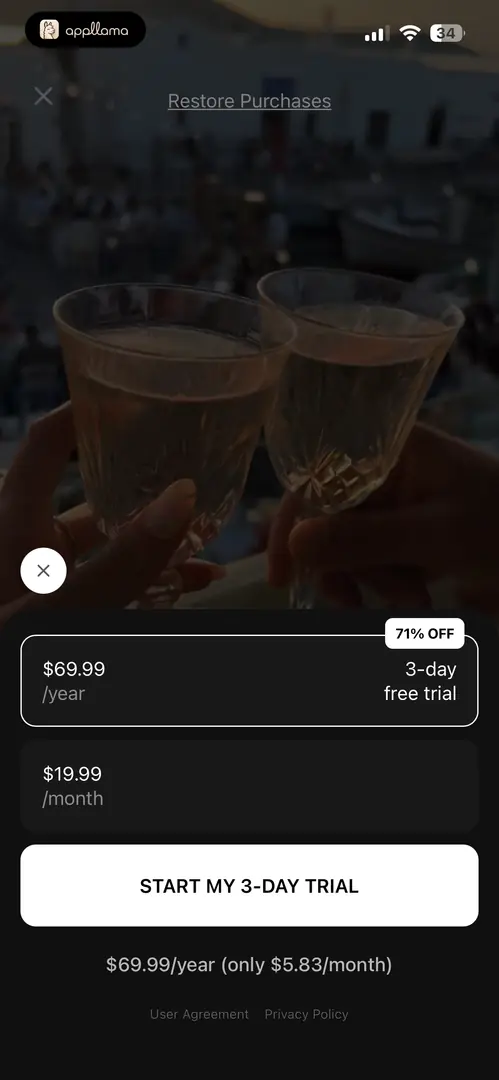 appllama
34
Restore Purchases
71% OFF
$69.99
/year
3-day
free trial
$19.99
/month
START MY 3-DAY TRIAL
$69.99/year (only $5.83/month)
User Agreement Privacy Policy